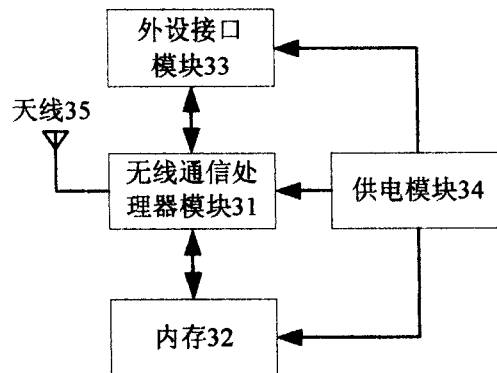 外设接口
模块33
天线35
无线通信处
理器模块31
供电模块34
内存32